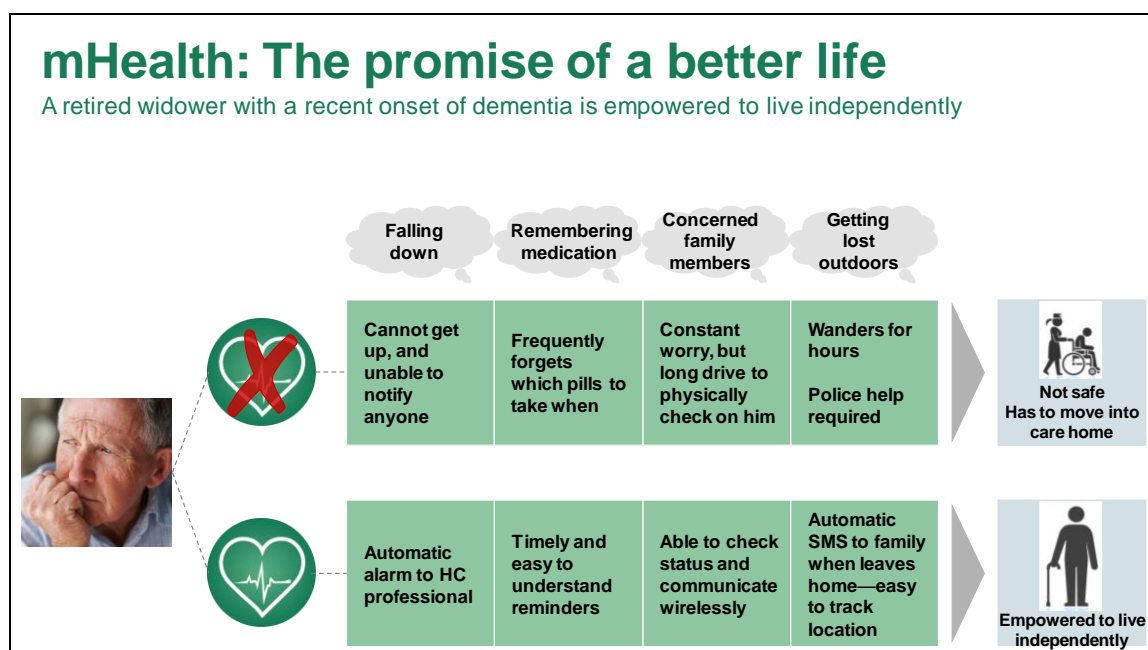 mHealth: The promise of a better life
A retired widower with a recent onset of dementia is empowered to live independently
Falling
down
Remembering
medication
Concerned
family
members
Getting
lost
outdoors
Cannot get
up, and
unable to
notify
anyone
Frequently
forgets
which pills to
take when
Constant
worry, but
long drive to
physically
check on him
Wanders for
hours
Police help
required
Not safe
Has to move into
care home
Automatic
alarm to HC
professional
Timely and
easy to
understand
reminders
Able to check
status and
communicate
wirelessly
Automatic
SMS to family
when leaves
home—easy
to track
location
Empowered to live
independently